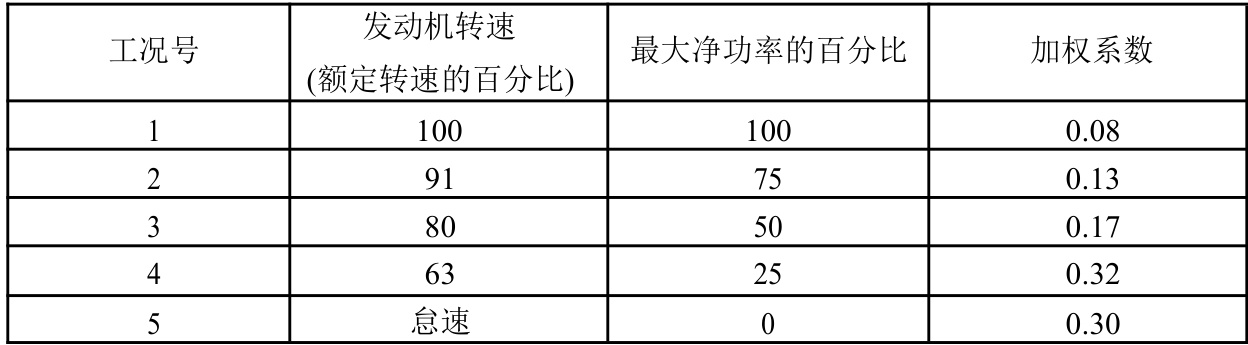 工况号 发动机转速 最大净功率的百分比 加权系数
(额定转速的百分比)
1 100 100 0.08
2 91 75 0.13
3 80 50 0.17
4 63 25 0.32
5 怠速 0 0.30